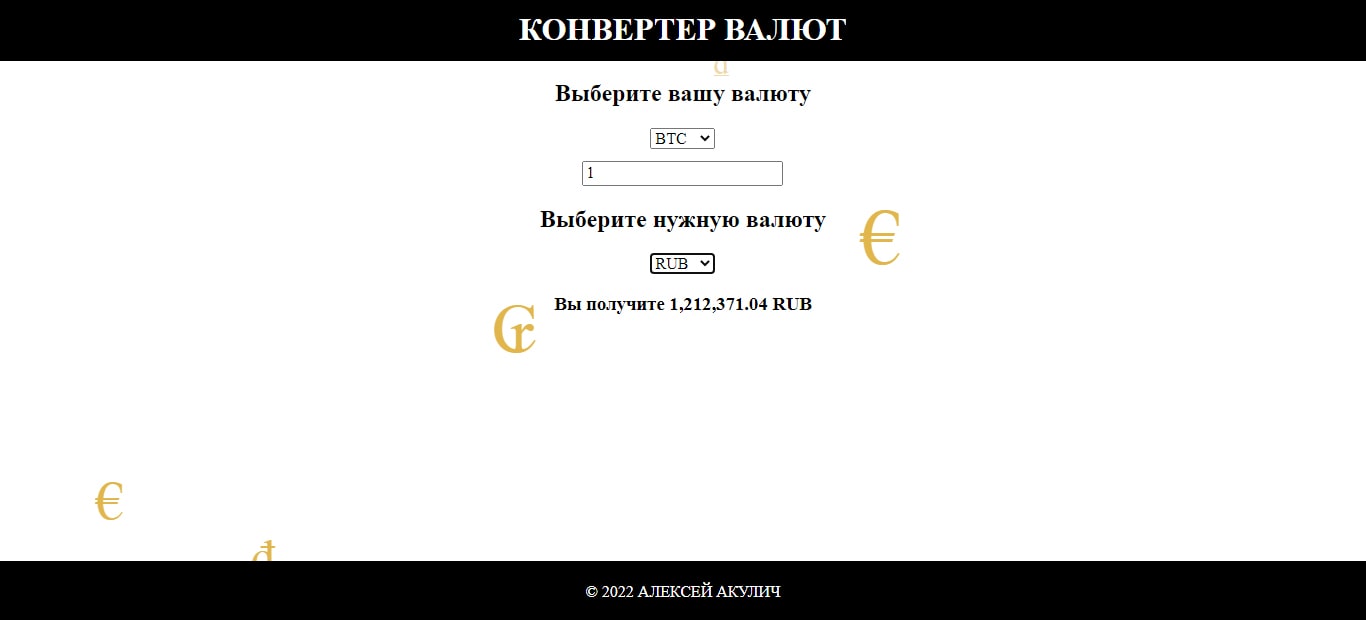 КОНВЕРТЕР ВАЛЮТ
₫
Выберите вашу валюту
BTC
1
Выберите нужную валюту
€
RUB
Вы получите 1,212,371.04 RUB
₢
€
₫
© 2022 АЛЕКСЕЙ АКУЛИЧ